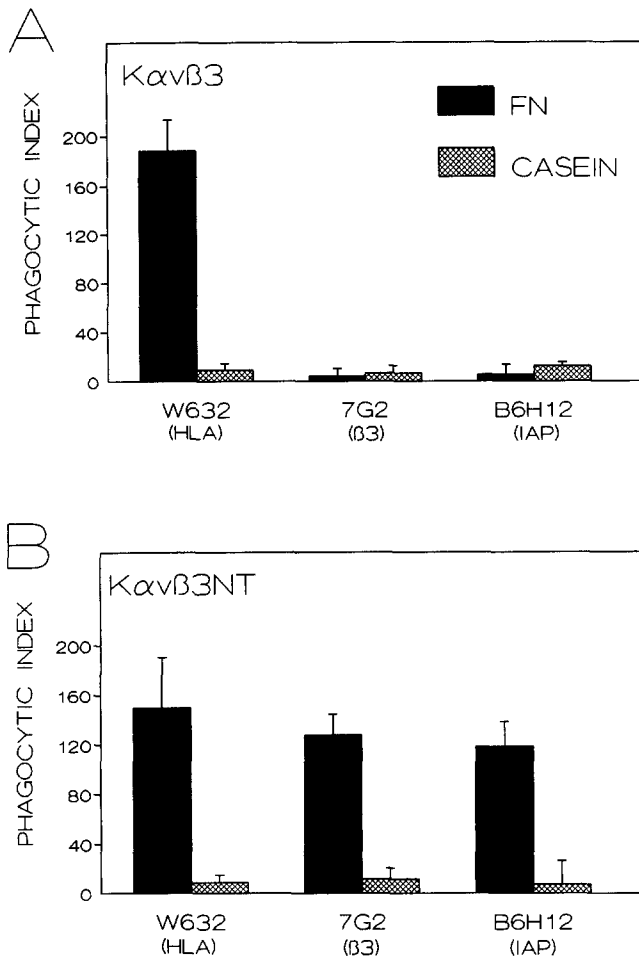 A
Kαvβ3
FN
CASEIN
PHAGOCYTIC INDEX
200
160
120
80
40
0
W632 7G2 B6H12
(HLA) (β3) (IAP)
B
Kαvβ3NT
PHAGOCYTIC INDEX
200
160
120
80
40
0
W632 7G2 B6H12
(HLA) (β3) (IAP)